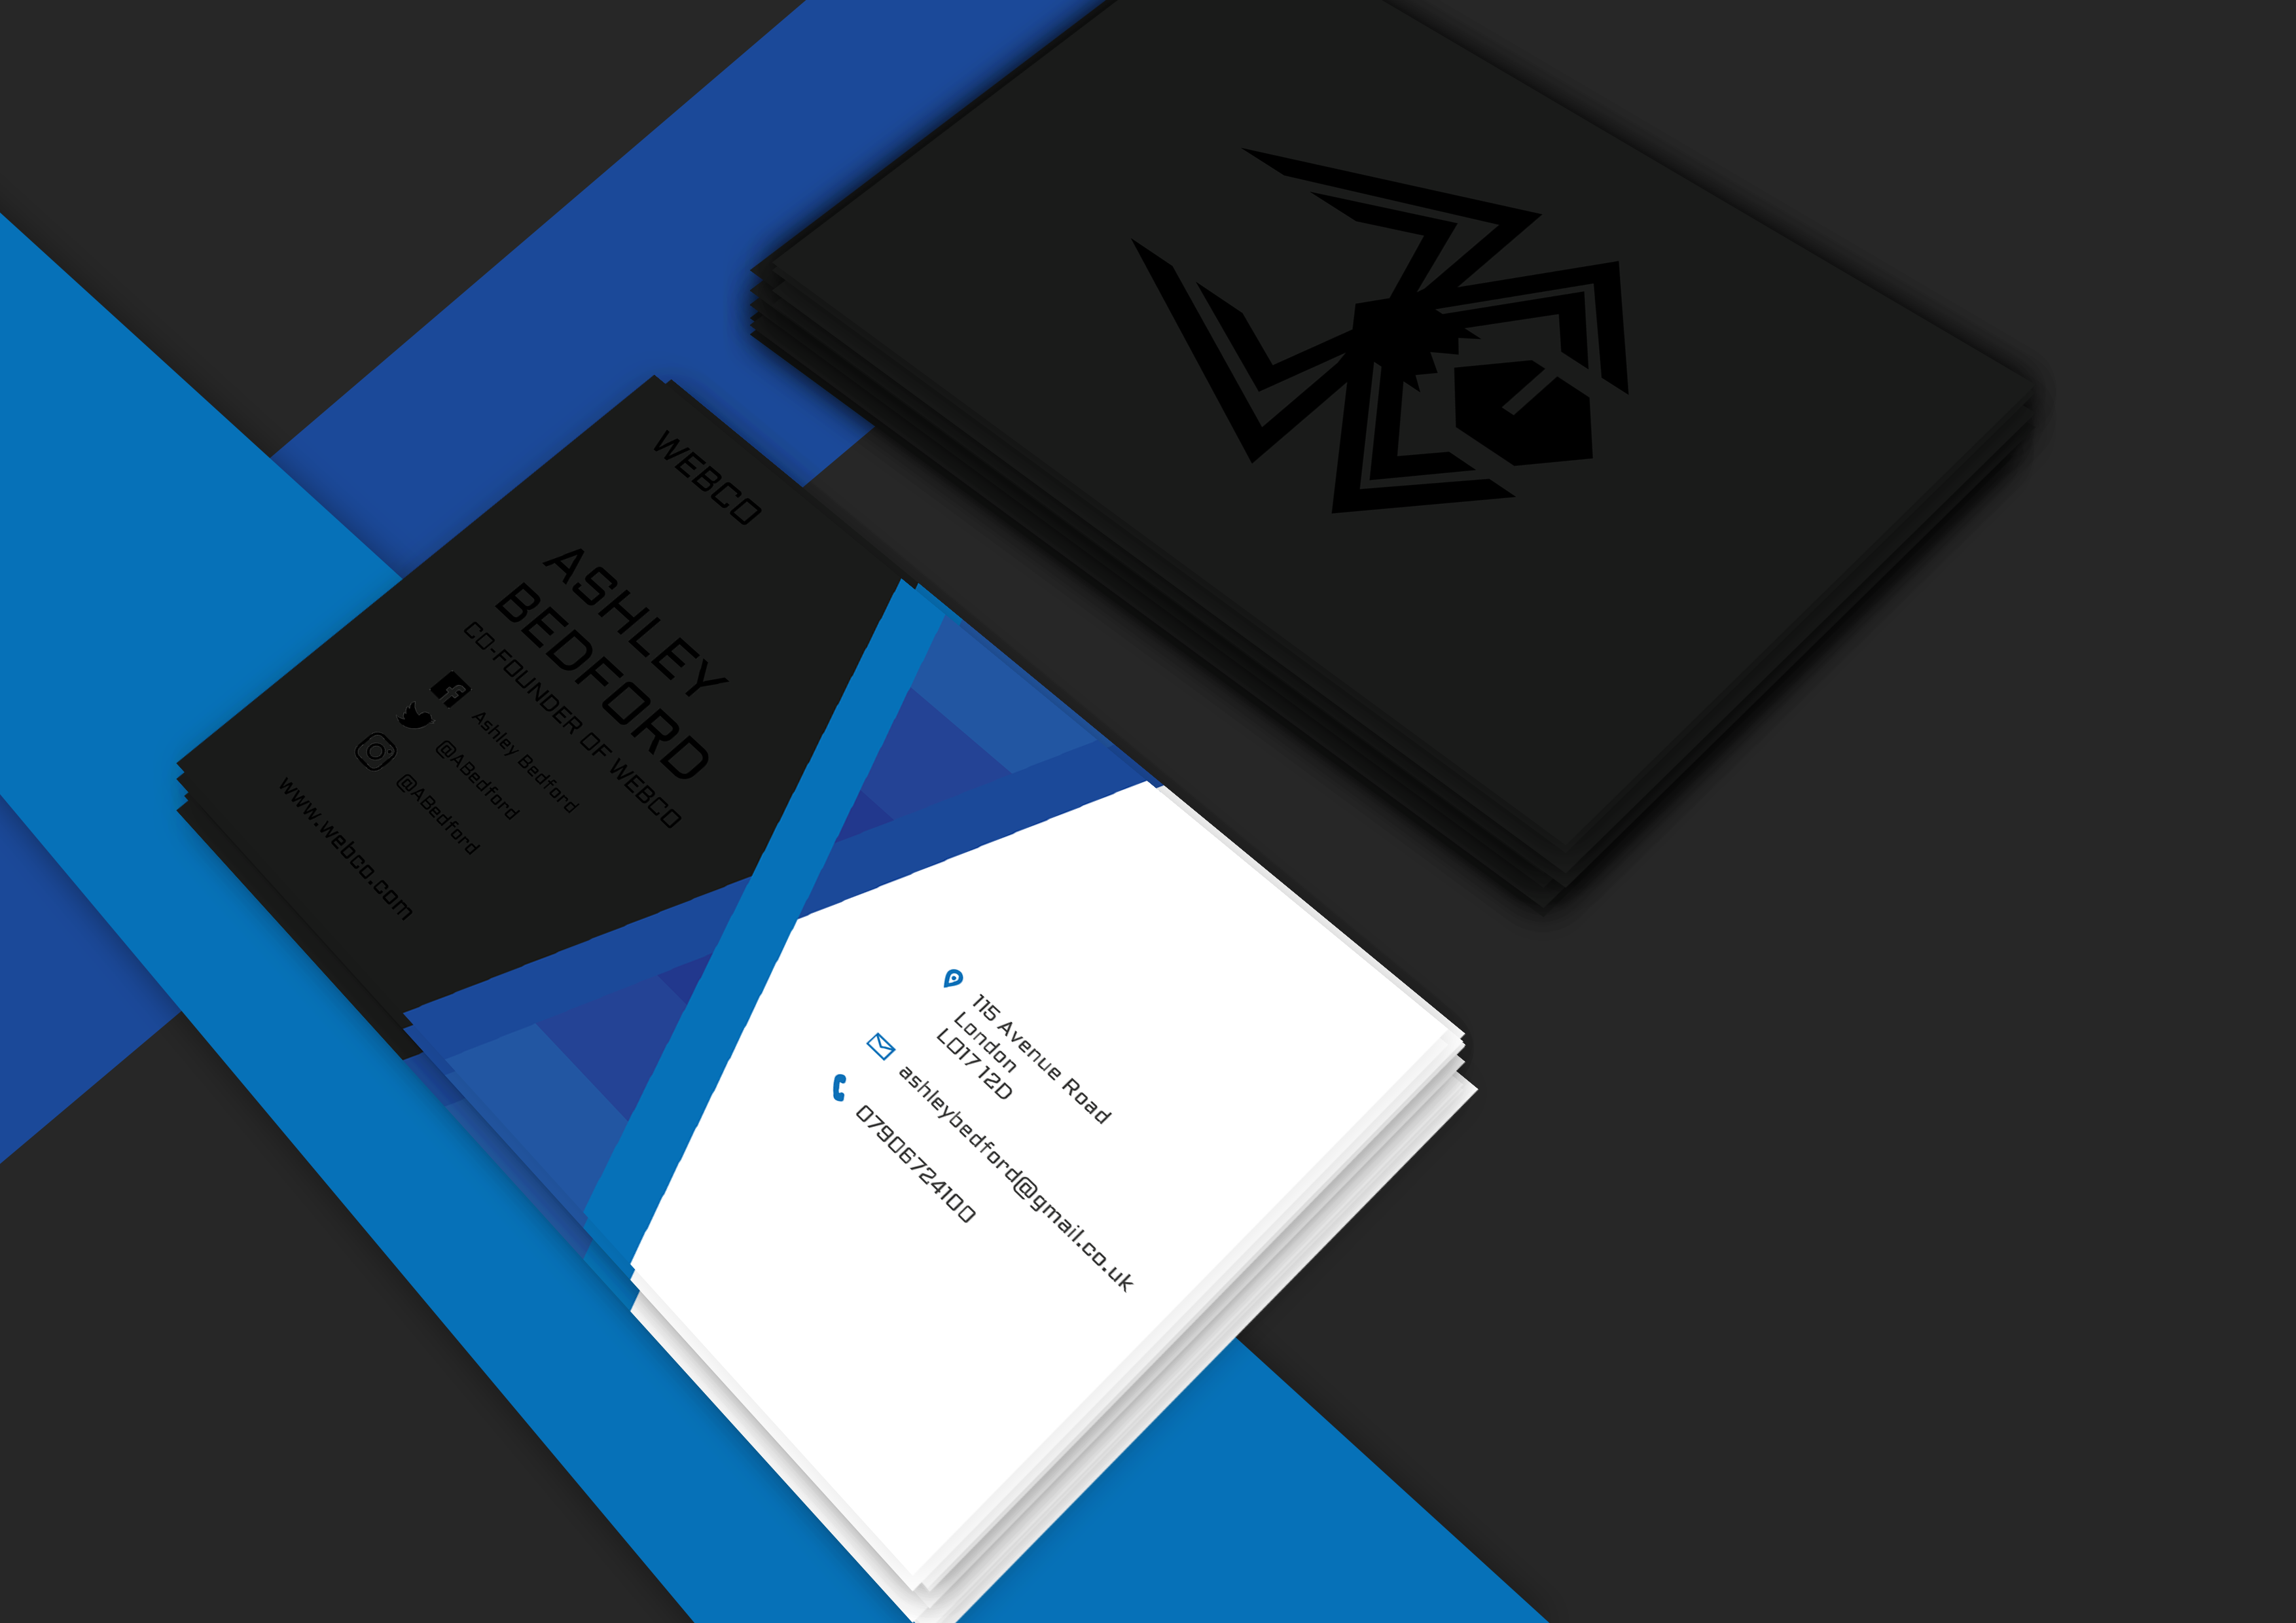 WEBCO
ASHLEY
BEDFORD
CO-FOUNDER OF WEBCO
Ashley Bedford
@ABedford
@ABedford
www.webco.com
115 Avenue Road
London
LO17 12D
ashleybedford@gmail.co.uk
07906724100